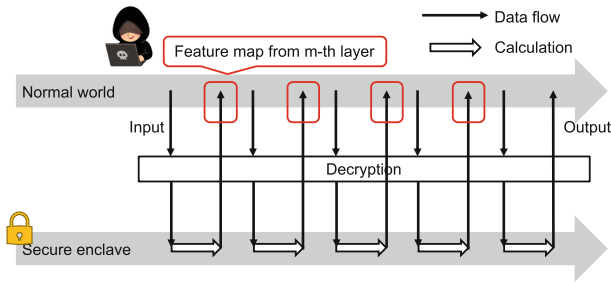 Data flow
Calculation
Feature map from m-th layer
Normal world
Input
Output
Decryption
Secure enclave